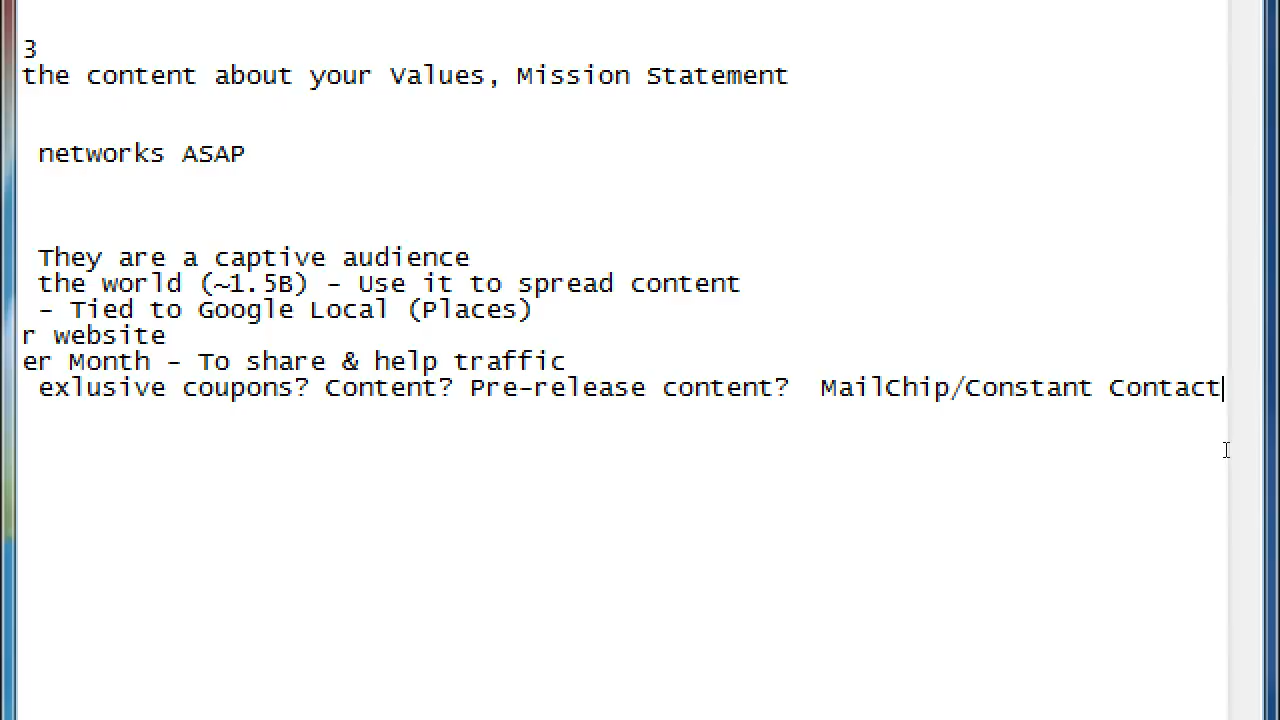 3
the content about your Values, Mission Statement
networks ASAP
They are a captive audience
the world (~1.5B) - Use it to spread content
- Tied to Google Local (Places)
r website
er Month - To share & help traffic
exlusive coupons? Content? Pre-release content?  MailChip/Constant Contact